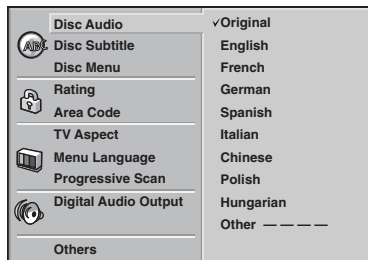 Disc Audio
Disc Subtitle
Disc Menu
Rating
Area Code
TV Aspect
Menu Language
Progressive Scan
Digital Audio Output
Others
✓Original
English
French
German
Spanish
Italian
Chinese
Polish
Hungarian
Other — — — —
ABC